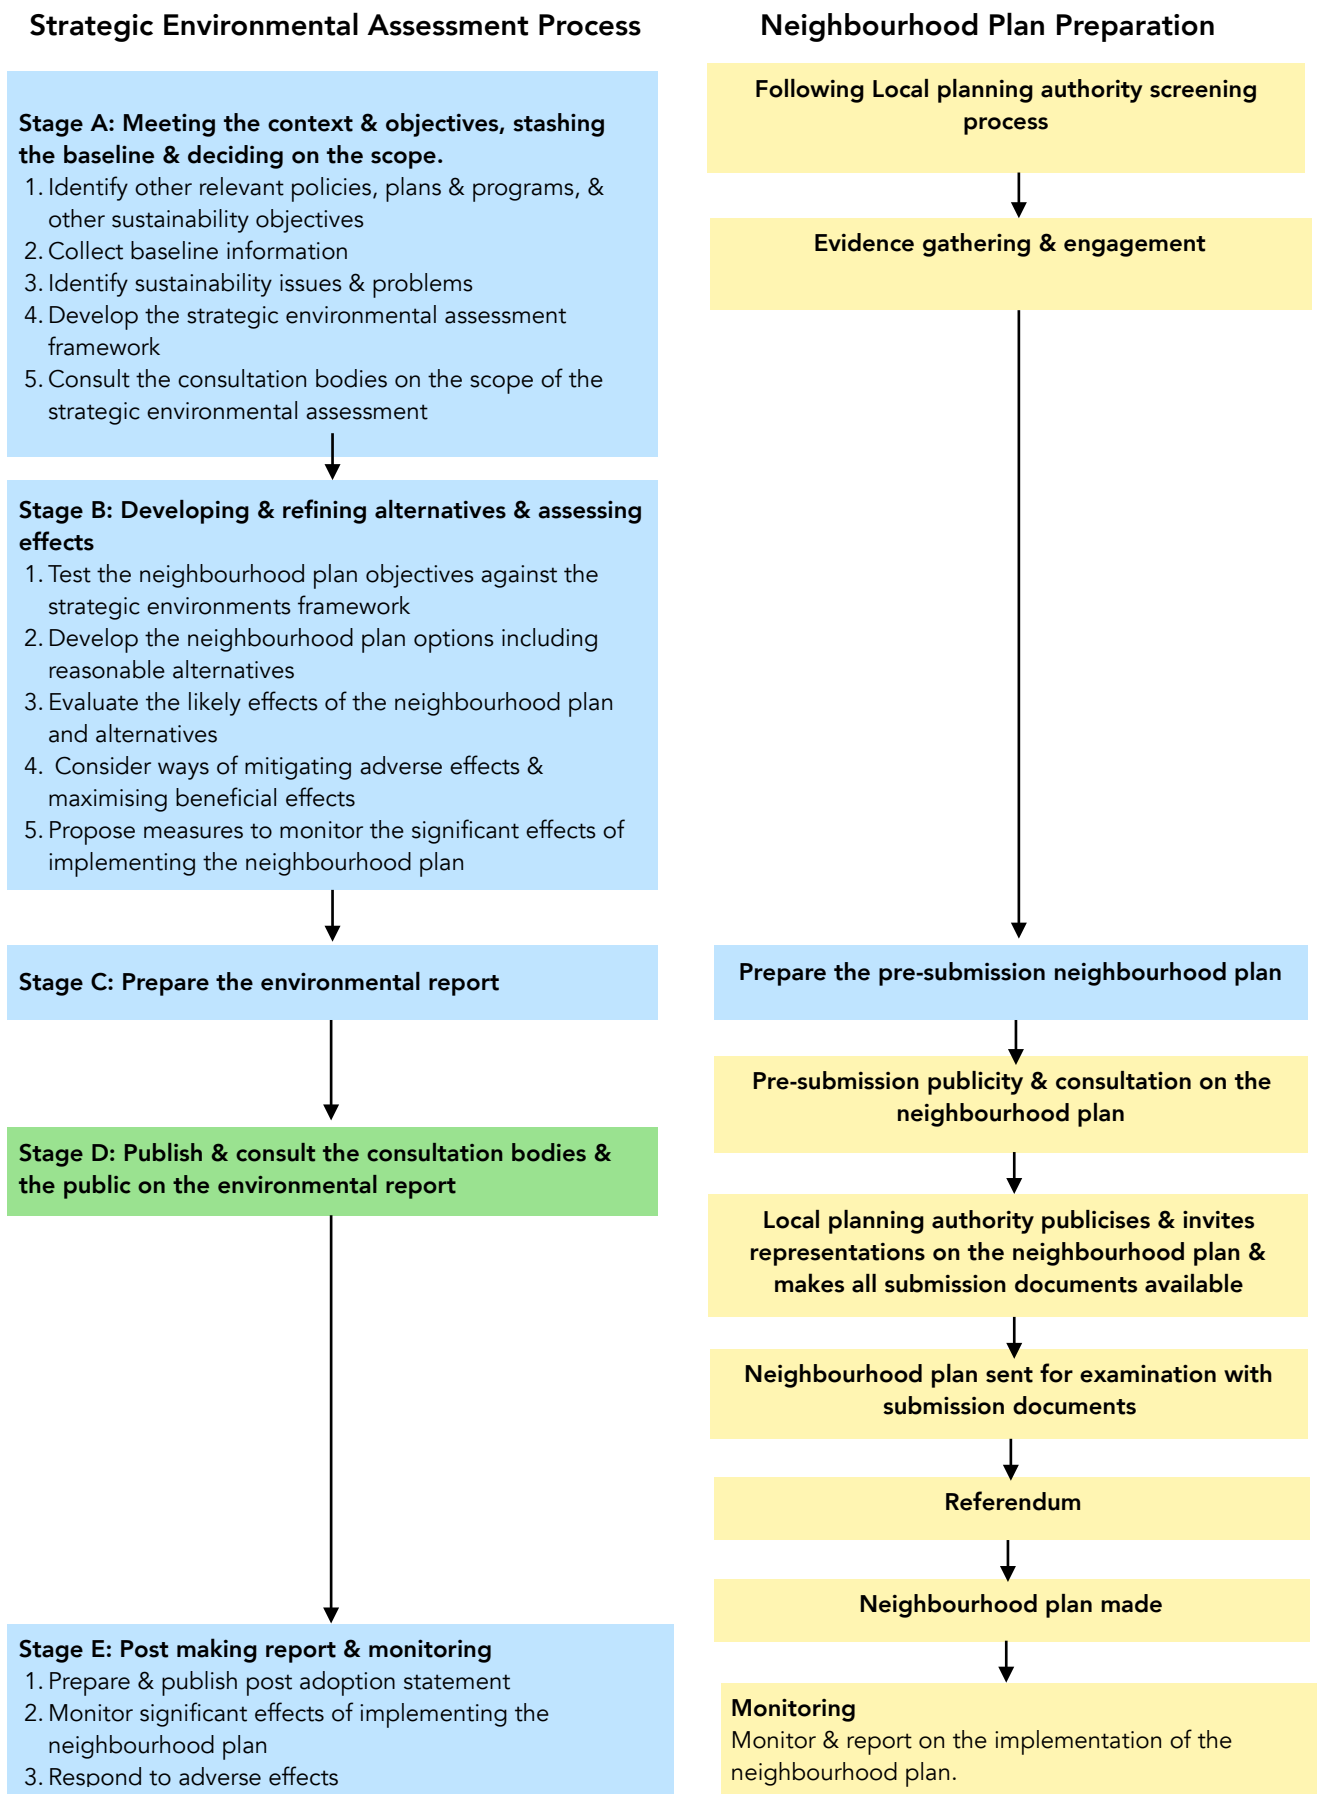 Strategic Environmental Assessment Process
Stage A: Meeting the context & objectives, stashing
the baseline & deciding on the scope.
1. Identify other relevant policies, plans & programs, &
other sustainability objectives
2. Collect baseline information
3. Identify sustainability issues & problems
4. Develop the strategic environmental assessment
framework
5. Consult the consultation bodies on the scope of the
strategic environmental assessment
Stage B: Developing & refining alternatives & assessing
effects
1. Test the neighbourhood plan objectives against the
strategic environments framework
2. Develop the neighbourhood plan options including
reasonable alternatives
3. Evaluate the likely effects of the neighbourhood plan
and alternatives
4. Consider ways of mitigating adverse effects &
maximising beneficial effects
5. Propose measures to monitor the significant effects of
implementing the neighbourhood plan
Stage C: Prepare the environmental report
Stage D: Publish & consult the consultation bodies &
the public on the environmental report
Stage E: Post making report & monitoring
1. Prepare & publish post adoption statement
2. Monitor significant effects of implementing the
neighbourhood plan
3. Respond to adverse effects
Neighbourhood Plan Preparation
Following Local planning authority screening
process
Evidence gathering & engagement
Prepare the pre-submission neighbourhood plan
Pre-submission publicity & consultation on the
neighbourhood plan
Local planning authority publicises & invites
representations on the neighbourhood plan &
makes all submission documents available
Neighbourhood plan sent for examination with
submission documents
Referendum
Neighbourhood plan made
Monitoring
Monitor & report on the implementation of the
neighbourhood plan.